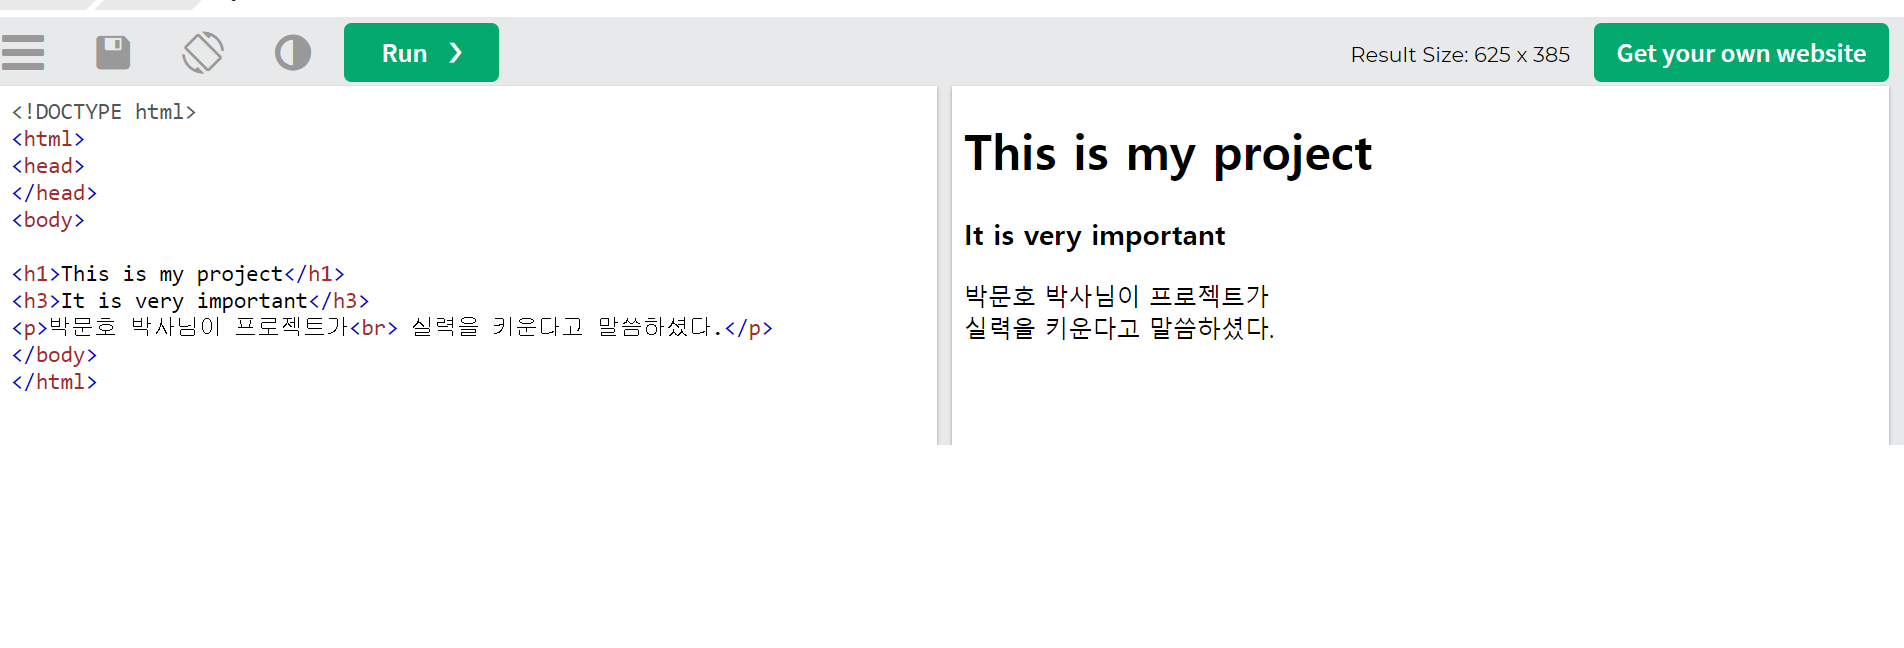 Run ❯
Result Size: 625 x 385
Get your own website
<!DOCTYPE html>
<html>
<head>
</head>
<body>
<h1>This is my project</h1>
<h3>It is very important</h3>
<p>박문호 박사님이 프로젝트가<br> 실력을 키운다고 말씀하셨다.</p>
</body>
</html>
This is my project
It is very important
박문호 박사님이 프로젝트가
실력을 키운다고 말씀하셨다.